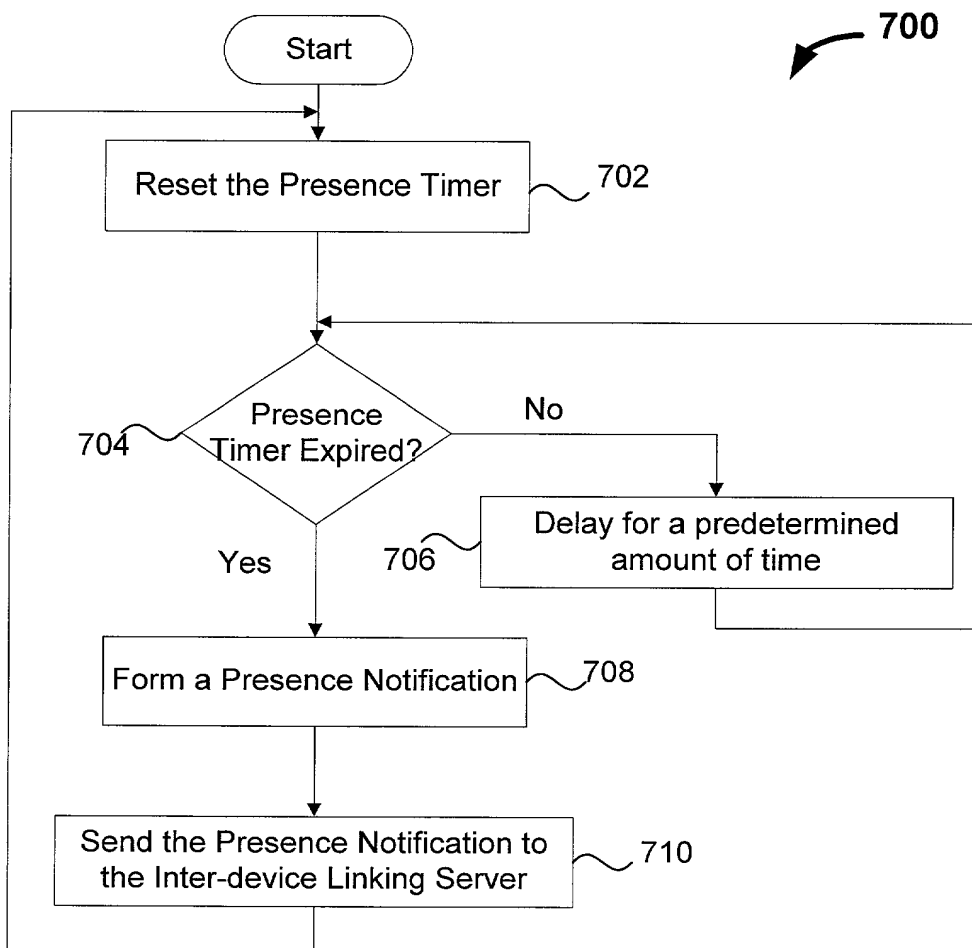 700
Start
Reset the Presence Timer
702
Presence
Timer Expired?
704
No
Delay for a predetermined
amount of time
706
Yes
Form a Presence Notification
708
Send the Presence Notification to
the Inter-device Linking Server
710